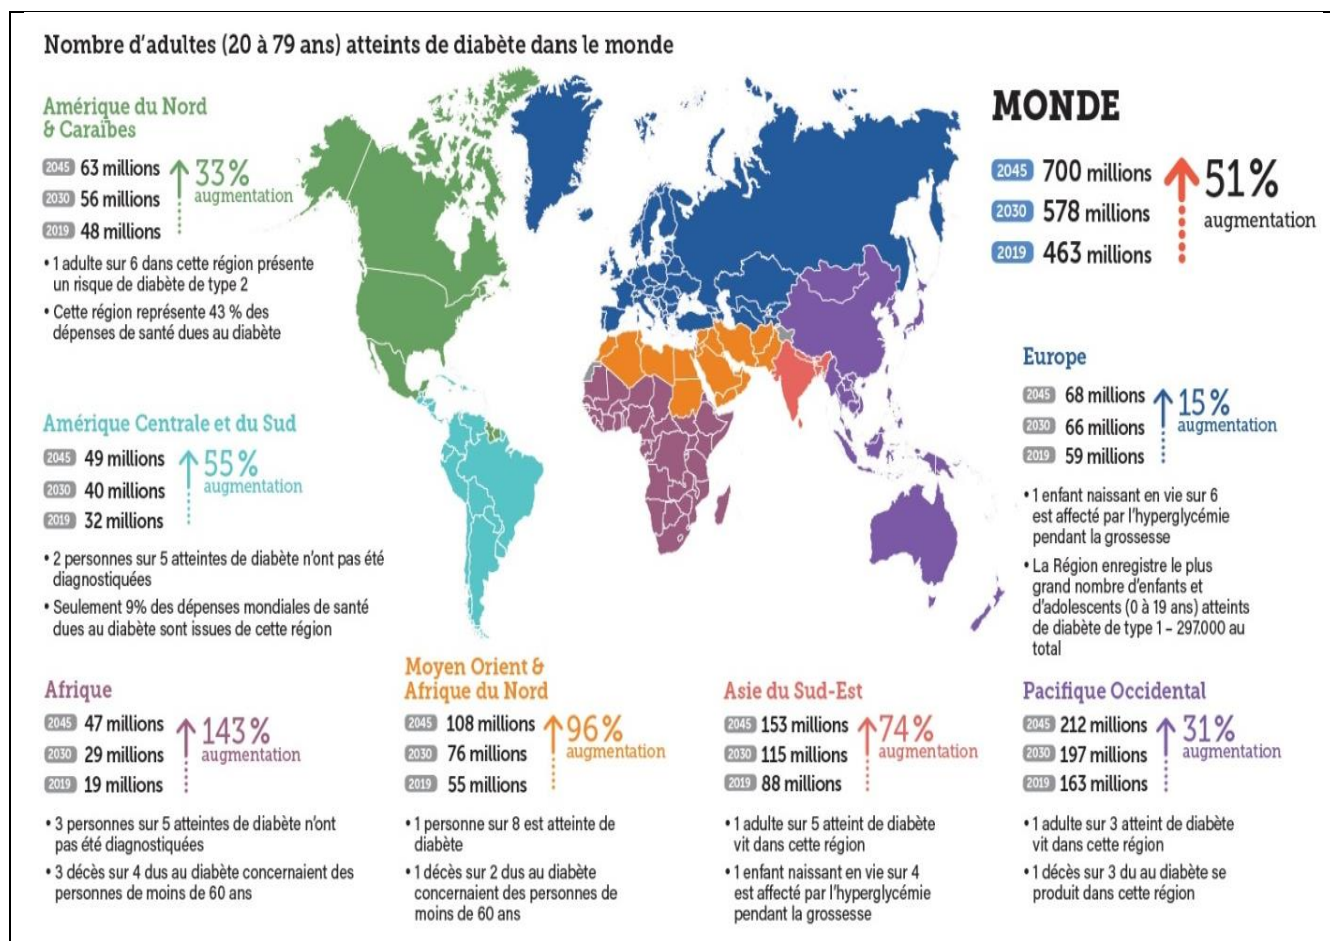 Nombre d'adultes (20 à 79 ans) atteints de diabète dans le monde
Amérique du Nord
& Caraïbes
2045 63 millions
2030 56 millions
2019 48 millions
33%
augmentation
• 1 adulte sur 6 dans cette région présente
un risque de diabète de type 2
• Cette région représente 43 % des
dépenses de santé dues au diabète
MONDE
2045 700 millions
2030 578 millions
2019 463 millions
51%
augmentation
Europe
2045 68 millions
2030 66 millions
2019 59 millions
15%
augmentation
• 1 enfant naissant en vie sur 6
est affecté par l'hyperglycémie
pendant la grossesse
• La Région enregistre le plus
grand nombre d'enfants et
d'adolescents (0 à 19 ans) atteints
de diabète de type 1 – 297.000 au
total
Amérique Centrale et du Sud
2045 49 millions
2030 40 millions
2019 32 millions
55%
augmentation
• 2 personnes sur 5 atteintes de diabète n'ont pas été
diagnostiquées
• Seulement 9% des dépenses mondiales de santé
dues au diabète sont issues de cette région
Afrique
2045 47 millions
2030 29 millions
2019 19 millions
143%
augmentation
• 3 personnes sur 5 atteintes de diabète n'ont
pas été diagnostiquées
• 3 décès sur 4 dus au diabète concernaient des
personnes de moins de 60 ans
Moyen Orient &
Afrique du Nord
2045 108 millions
2030 76 millions
2019 55 millions
96%
augmentation
• 1 personne sur 8 est atteinte de
diabète
• 1 décès sur 2 dus au diabète
concernaient des personnes de
moins de 60 ans
Asie du Sud-Est
2045 153 millions
2030 115 millions
2019 88 millions
74%
augmentation
• 1 adulte sur 5 atteint de diabète
vit dans cette région
• 1 enfant naissant en vie sur 4
est affecté par l'hyperglycémie
pendant la grossesse
Pacifique Occidental
2045 212 millions
2030 197 millions
2019 163 millions
31%
augmentation
• 1 adulte sur 3 atteint de diabète
vit dans cette région
• 1 décès sur 3 du au diabète se
produit dans cette région